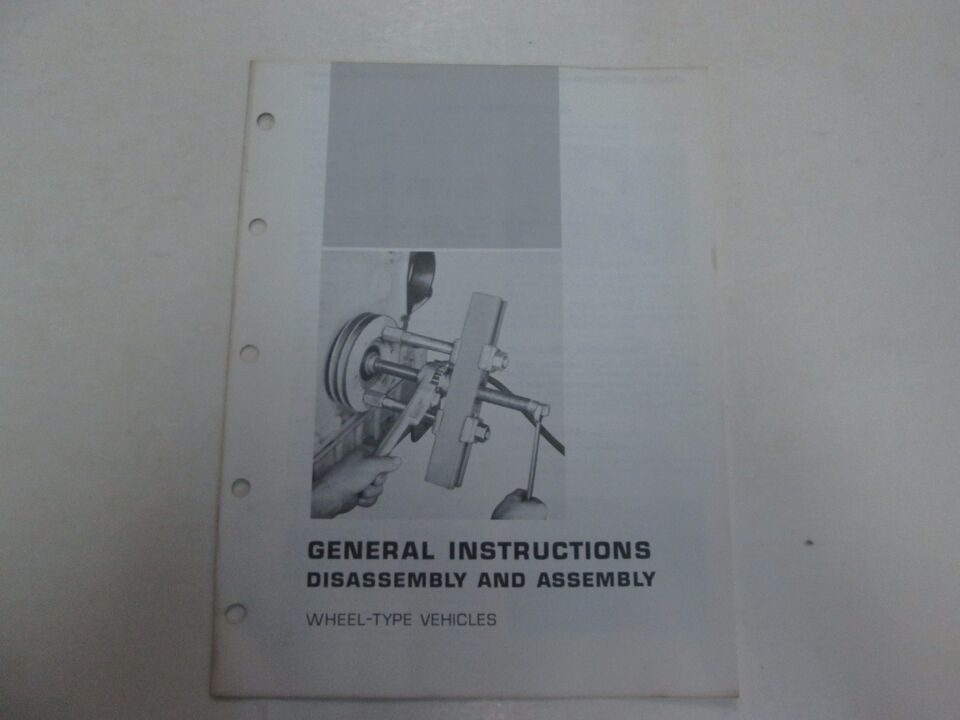 GENERAL INSTRUCTIONS
DISASSEMBLY AND ASSEMBLY
WHEEL-TYPE VEHICLES